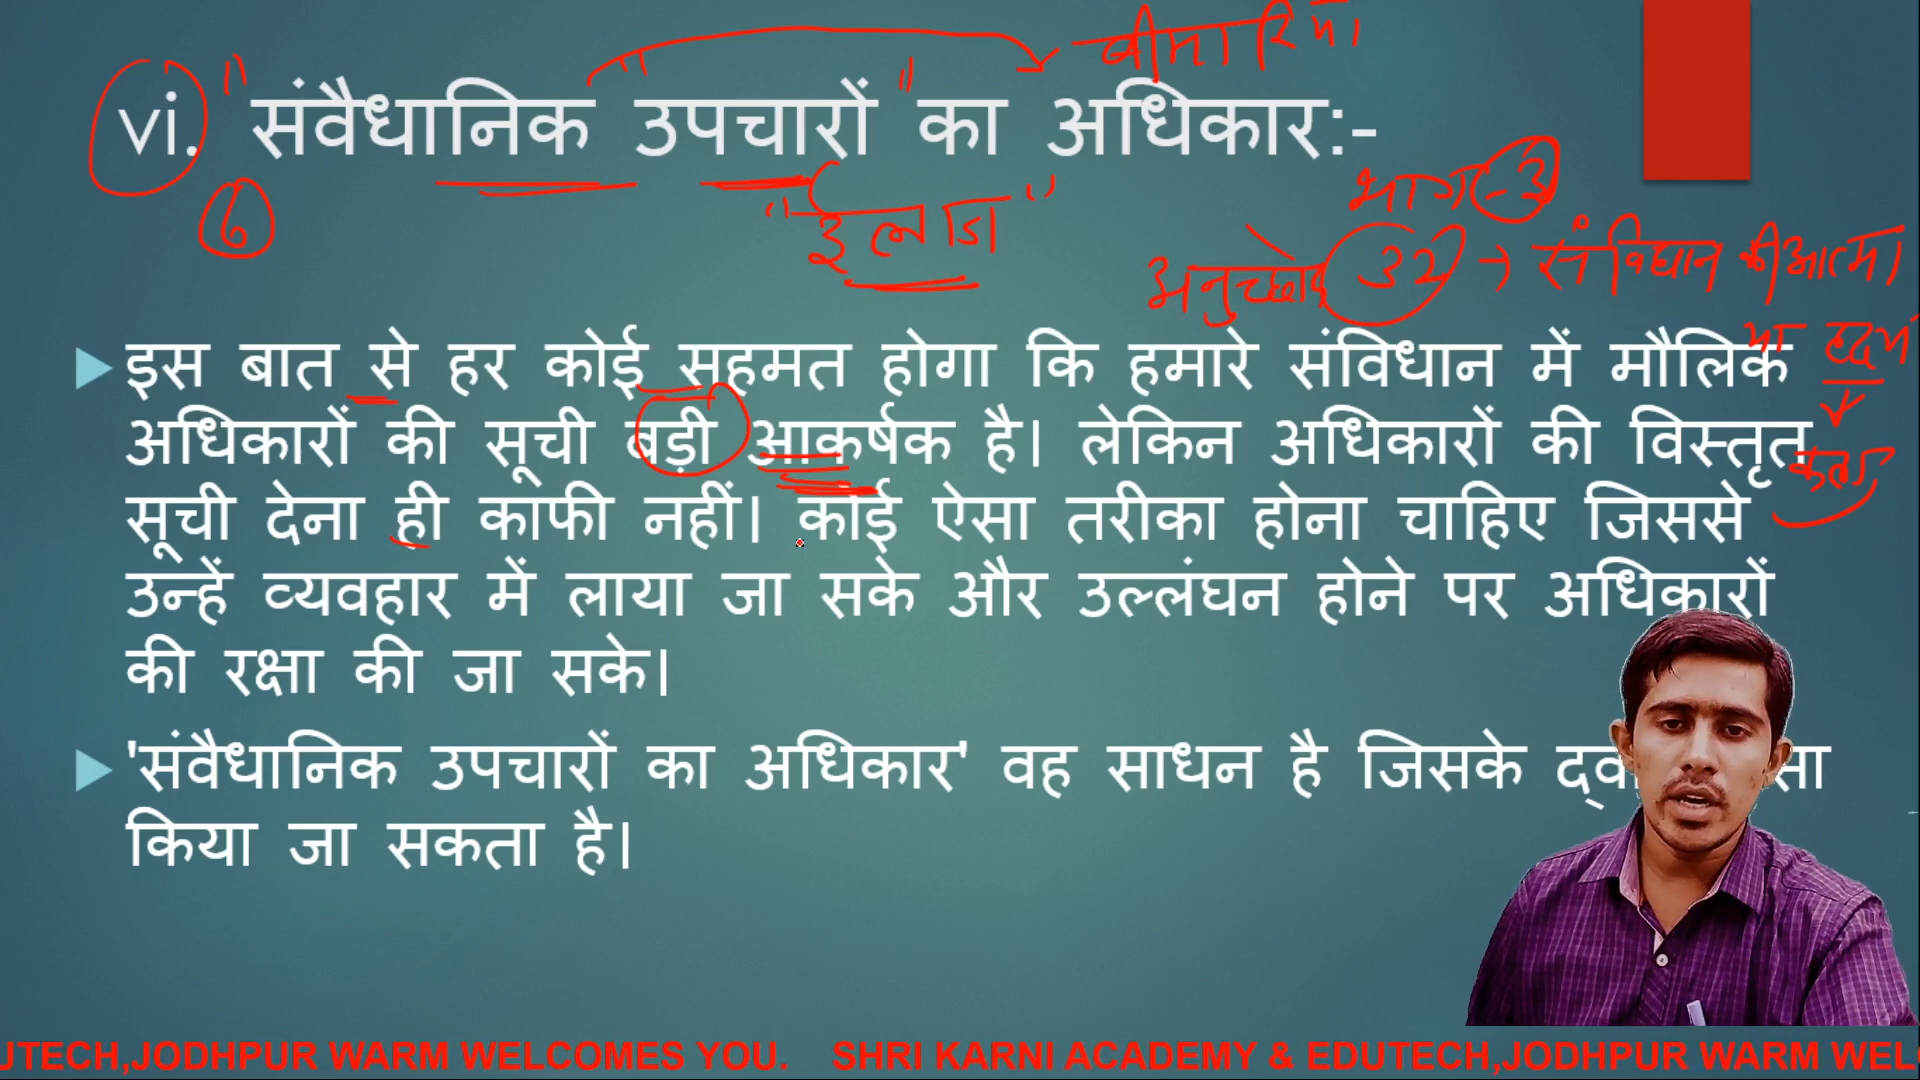 बीमारियां
vi. "संवैधानिक "उपचारों" का अधिकार:-
6
"इलाज"
भाग-3
अनुच्छेद 32 → संविधान की आत्मा
या हृदय
इस बात से हर कोई सहमत होगा कि हमारे संविधान में मौलिक
अधिकारों की सूची बड़ी आकर्षक है। लेकिन अधिकारों की विस्तृत
सूची देना ही काफी नहीं। कोई ऐसा तरीका होना चाहिए जिससे
उन्हें व्यवहार में लाया जा सके और उल्लंघन होने पर अधिकारों
की रक्षा की जा सके।
'संवैधानिक उपचारों का अधिकार' वह साधन है जिसके
किया जा सकता है।
UTECH,JODHPUR WARM WELCOMES YOU. SHRI KARNI ACADEMY & EDUTECH,JODHPUR WARM WEL